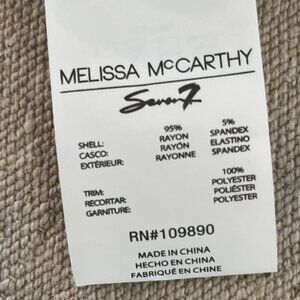 MELISSA McCARTHY
Seven7
95% 5%
SHELL: RAYON SPANDEX
CASCO: RAYÓN ELASTINO
EXTÉRIEUR: RAYONNE SPANDEX
100%
TRIM: POLYESTER
RECORTAR: POLIÉSTER
GARNITURE: POLYESTER
RN#109890
MADE IN CHINA
HECHO EN CHINA
FABRIQUÉ EN CHINE